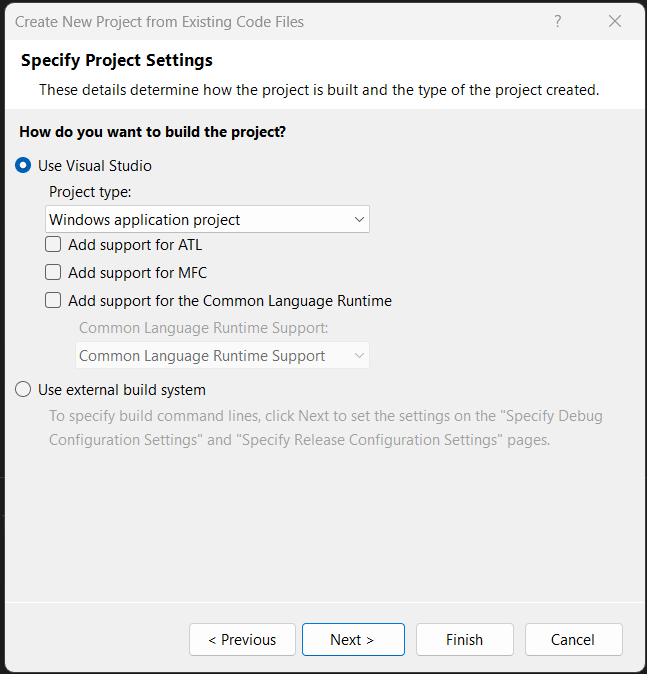 Create New Project from Existing Code Files
?
Specify Project Settings
These details determine how the project is built and the type of the project created.
How do you want to build the project?
Use Visual Studio
Project type:
Windows application project
Add support for ATL
Add support for MFC
Add support for the Common Language Runtime
Common Language Runtime Support:
Common Language Runtime Support
Use external build system
To specify build command lines, click Next to set the settings on the "Specify Debug
Configuration Settings" and "Specify Release Configuration Settings" pages.
< Previous
Next >
Finish
Cancel